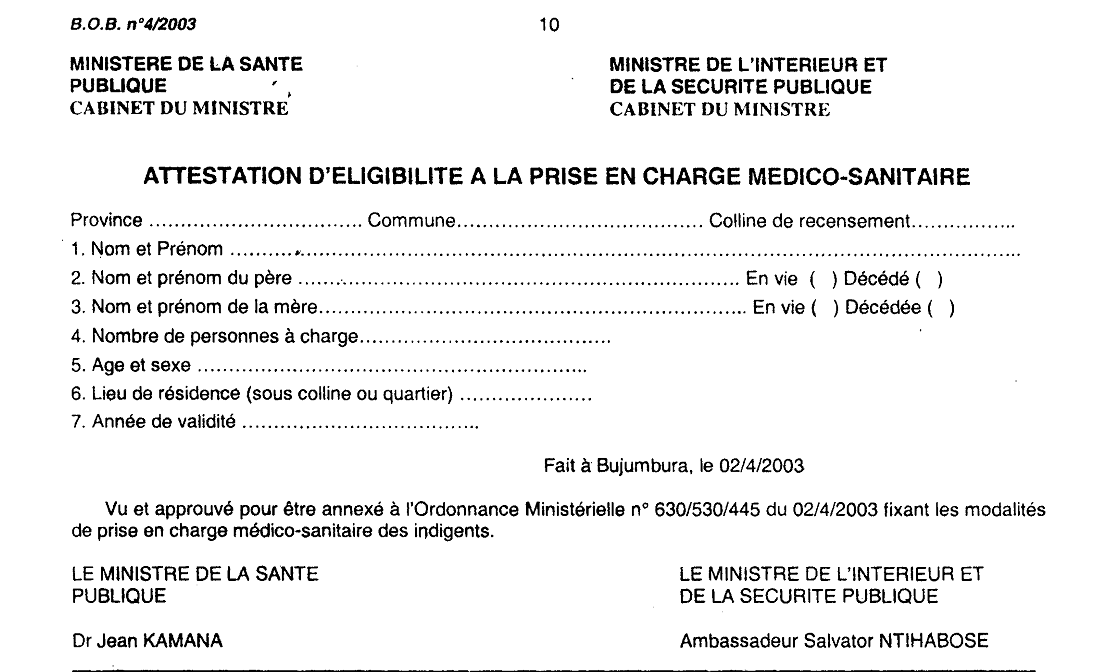 B.O.B. n°4/2003
10
MINISTERE DE LA SANTE
PUBLIQUE
CABINET DU MINISTRE
MINISTRE DE L'INTERIEUR ET
DE LA SECURITE PUBLIQUE
CABINET DU MINISTRE
ATTESTATION D'ELIGIBILITE A LA PRISE EN CHARGE MEDICO-SANITAIRE
Province .................................. Commune....................................... Colline de recensement................
1. Nom et Prénom ..............................................................................................................................
2. Nom et prénom du père ...................................................................... En vie ( ) Décédé ( )
3. Nom et prénom de la mère.................................................................... En vie ( ) Décédée ( )
4. Nombre de personnes à charge........................................
5. Age et sexe ..............................................................
6. Lieu de résidence (sous colline ou quartier) .....................
7. Année de validité ......................................
Fait à Bujumbura, le 02/4/2003
Vu et approuvé pour être annexé à l'Ordonnance Ministérielle n° 630/530/445 du 02/4/2003 fixant les modalités
de prise en charge médico-sanitaire des indigents.
LE MINISTRE DE LA SANTE
PUBLIQUE
Dr Jean KAMANA
LE MINISTRE DE L'INTERIEUR ET
DE LA SECURITE PUBLIQUE
Ambassadeur Salvator NTIHABOSE